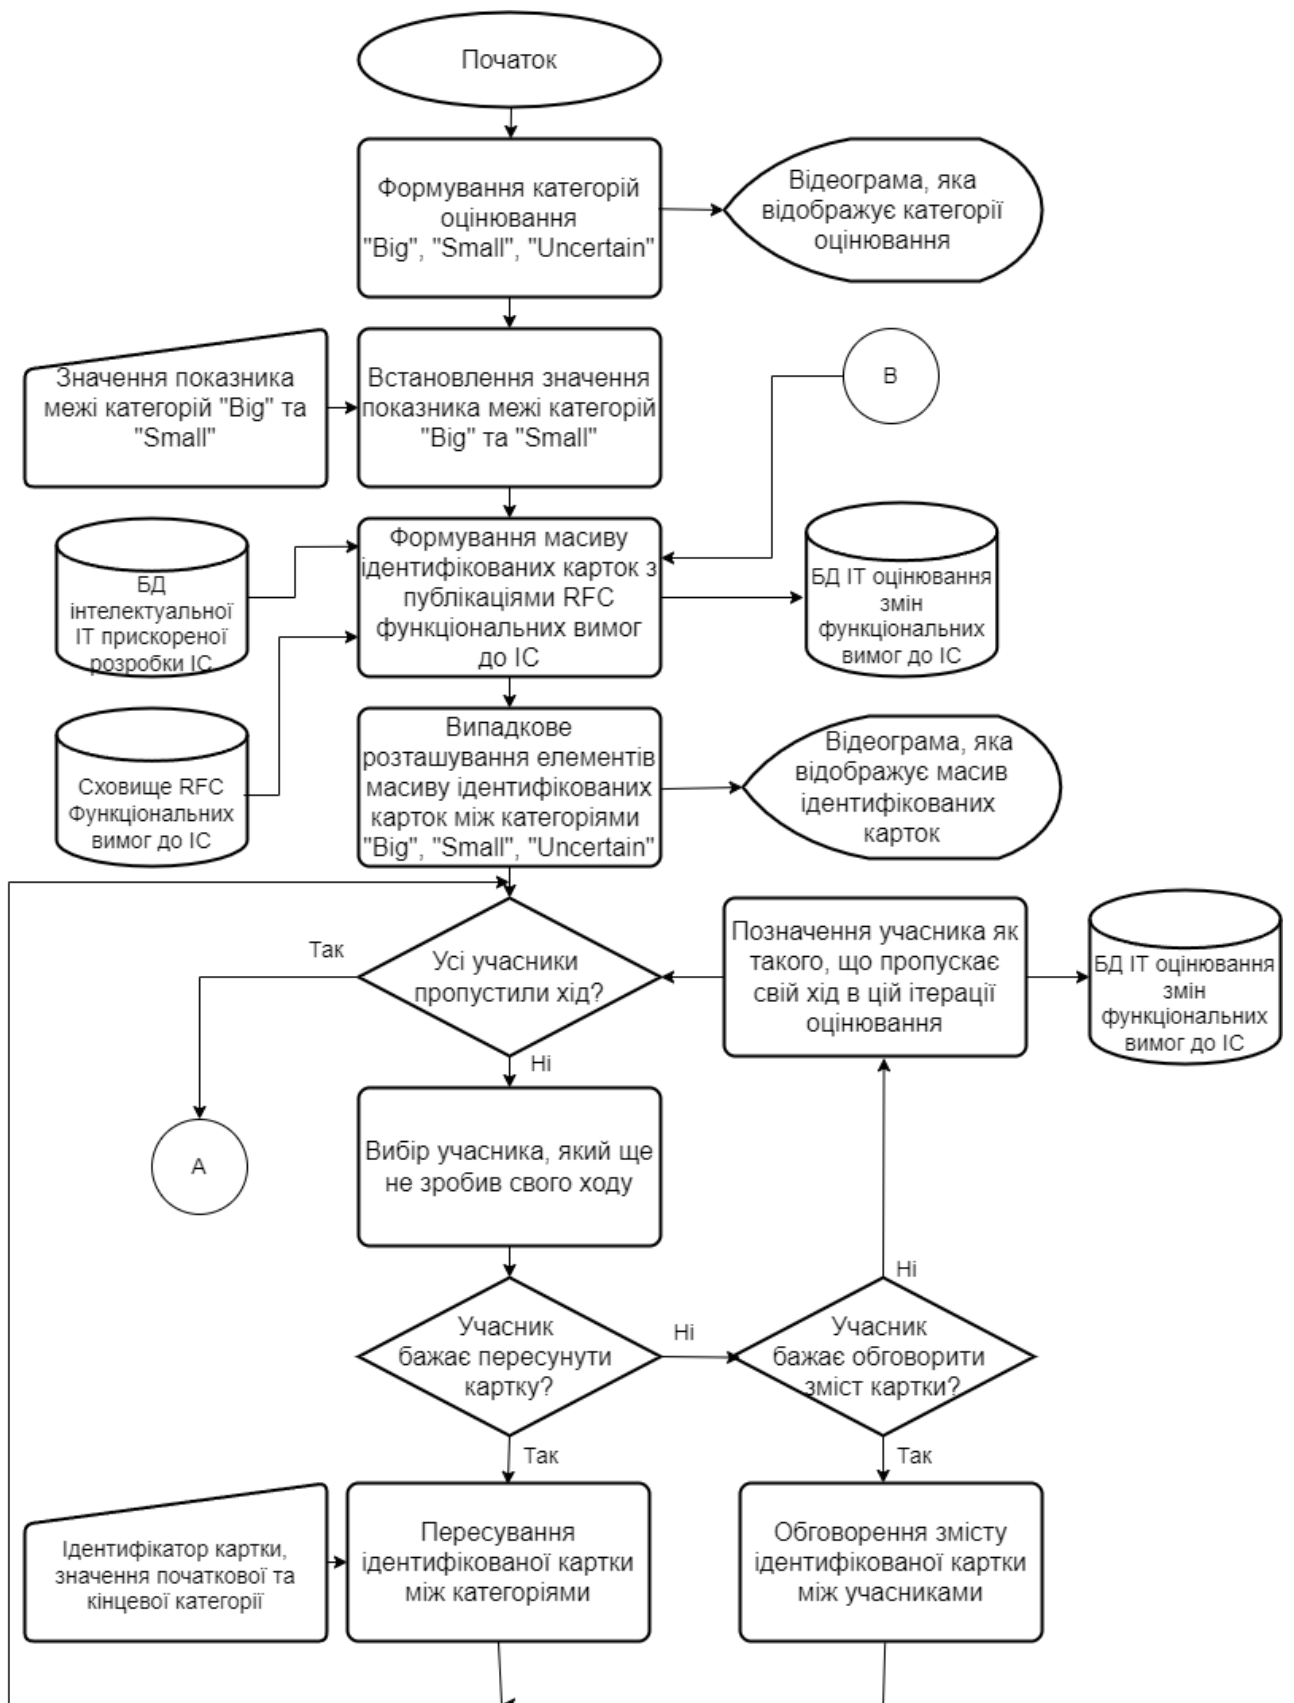 Початок
Формування категорій
оцінювання
"Big", "Small", "Uncertain"
Відеограма, яка
відображує категорії
оцінювання
Значення показника
межі категорій "Big" та
"Small"
Встановлення значення
показника межі категорій
"Big" та "Small"
B
БД
інтелектуальної
ІТ прискореної
розробки ІС
Формування масиву
ідентифікованих карток з
публікаціями RFC
функціональних вимог
до ІС
БД ІТ оцінювання
змін
функціональних
вимог до ІС
Сховище RFC
Функціональних
вимог до ІС
Випадкове
розташування елементів
масиву ідентифікованих
карток між категоріями
"Big", "Small", "Uncertain"
Відеограма, яка
відображує масив
ідентифікованих
карток
Так
Усі учасники
пропустили хід?
Позначення учасника як
такого, що пропускає
свій хід в цій ітерації
оцінювання
БД ІТ оцінювання
змін
функціональних
вимог до ІС
Ні
A
Вибір учасника, який ще
не зробив свого ходу
Ні
Учасник
бажає пересунути
картку?
Ні
Учасник
бажає обговорити
зміст картки?
Так
Так
Ідентифікатор картки,
значення початкової та
кінцевої категорії
Пересування
ідентифікованої картки
між категоріями
Обговорення змісту
ідентифікованої картки
між учасниками